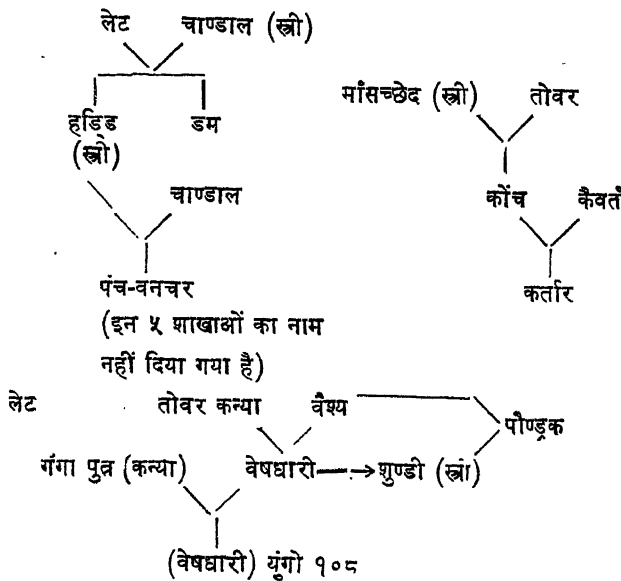 लेट चाण्डाल (स्त्री)
मांसच्छेद (स्त्री) तोवर
हड्डि डम
(स्त्री)
चाण्डाल
कोंच कैवर्त
पंच-वनचर
कर्तार
(इन ५ शाखाओं का नाम
नहीं दिया गया है)
लेट तोवर कन्या वैश्य
पौण्ड्रक
गंगा पुत्र (कन्या) वेषधारी शुण्डी (स्त्री)
(वेषधारी) युंगो १०८